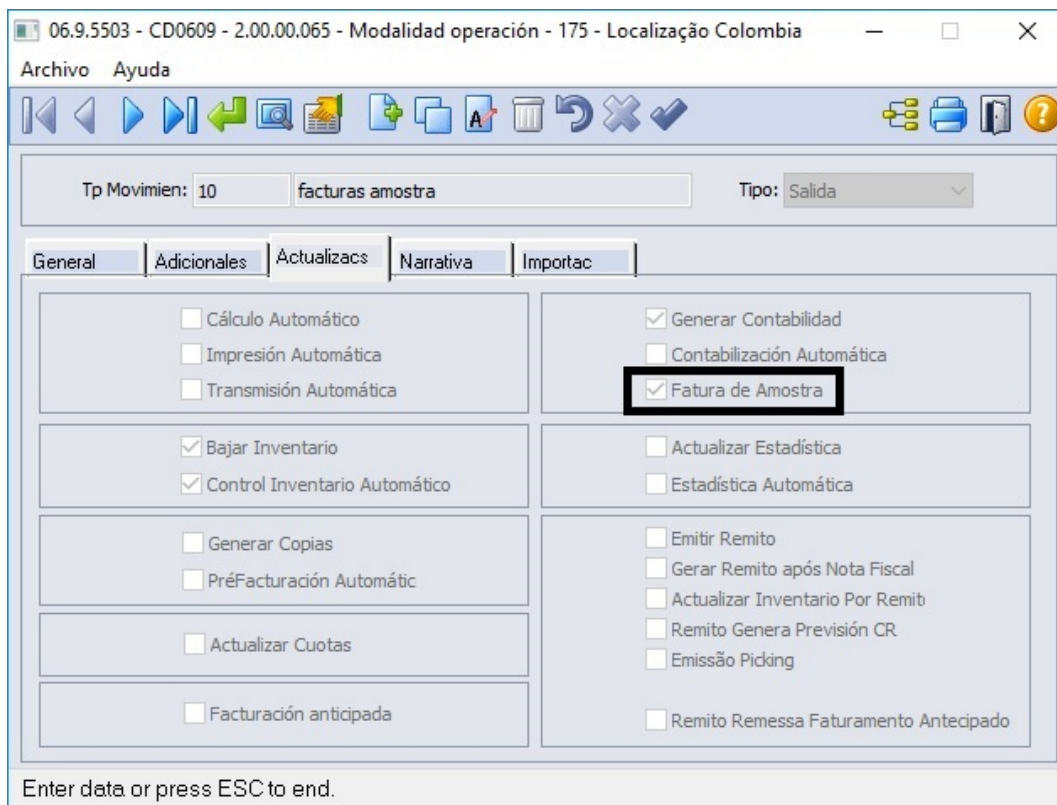 06.9.5503 - CD0609 - 2.00.00.065 - Modalidad operación - 175 - Localização Colombia
Archivo Ayuda
Tp Movimien: 10 facturas amostra Tipo: Salida
General Adicionales Actualizacs Narrativa Importac
Cálculo Automático
Impresión Automática
Transmisión Automática
Generar Contabilidad
Contabilización Automática
Fatura de Amostra
Bajar Inventario
Control Inventario Automático
Actualizar Estadística
Estadística Automática
Generar Copias
PréFacturación Automátic
Actualizar Cuotas
Facturación anticipada
Emitir Remito
Gerar Remito após Nota Fiscal
Actualizar Inventario Por Remit
Remito Genera Previsión CR
Emissão Picking
Remito Remessa Faturamento Antecipado
Enter data or press ESC to end.